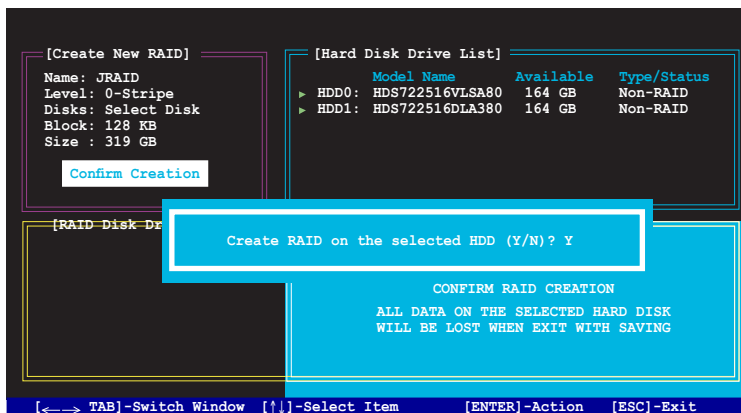 [Create New RAID]
Name: JRAID
Level: 0-Stripe
Disks: Select Disk
Block: 128 KB
Size : 319 GB
Confirm Creation
[Hard Disk Drive List]
Model Name Available Type/Status
HDD0: HDS722516VLSA80 164 GB Non-RAID
HDD1: HDS722516DLA380 164 GB Non-RAID
[RAID Disk Dr
Create RAID on the selected HDD (Y/N)? Y
CONFIRM RAID CREATION
ALL DATA ON THE SELECTED HARD DISK
WILL BE LOST WHEN EXIT WITH SAVING
[←→ TAB]-Switch Window [↑↓]-Select Item [ENTER]-Action [ESC]-Exit